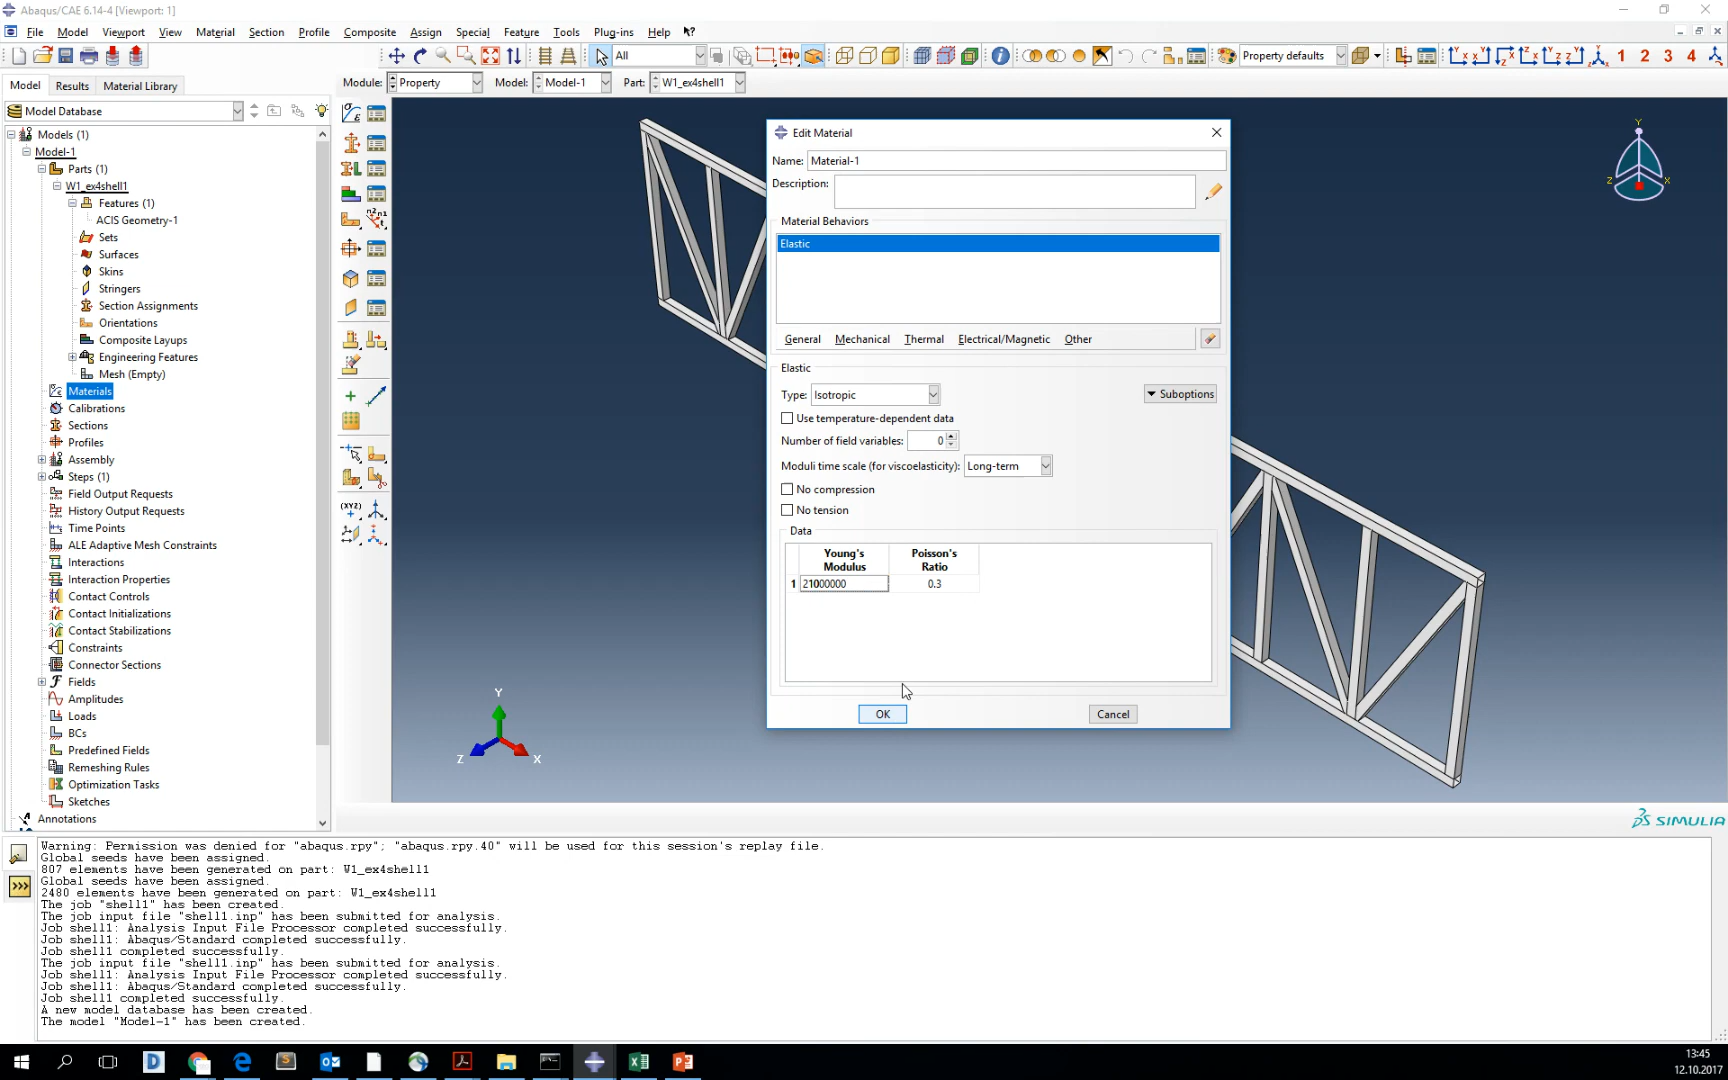 Abaqus/CAE 6.14-4 [Viewport: 1]
File Model Viewport View Material Section Profile Composite Assign Special Feature Tools Plug-ins Help
All
Property defaults
1 2 3 4
Model Results Material Library
Module: Property Model: Model-1 Part: W1_ex4shell1
Model Database
Models (1)
Model-1
Parts (1)
W1_ex4shell1
Features (1)
ACIS Geometry-1
Sets
Surfaces
Skins
Stringers
Section Assignments
Orientations
Composite Layups
Engineering Features
Mesh (Empty)
Materials
Calibrations
Sections
Profiles
Assembly
Steps (1)
Field Output Requests
History Output Requests
Time Points
ALE Adaptive Mesh Constraints
Interactions
Interaction Properties
Contact Controls
Contact Initializations
Contact Stabilizations
Constraints
Connector Sections
Fields
Amplitudes
Loads
BCs
Predefined Fields
Remeshing Rules
Optimization Tasks
Sketches
Annotations
Edit Material
Name: Material-1
Description:
Material Behaviors
Elastic
General Mechanical Thermal Electrical/Magnetic Other
Elastic
Type: Isotropic
Suboptions
Use temperature-dependent data
Number of field variables: 0
Moduli time scale (for viscoelasticity): Long-term
No compression
No tension
Data
Young's Modulus
Poisson's Ratio
1 21000000 0.3
OK Cancel
Y
Z X
Y
Z X
SIMULIA
Warning: Permission was denied for "abaqus.rpy"; "abaqus.rpy.40" will be used for this session's replay file.
Global seeds have been assigned.
807 elements have been generated on part: W1_ex4shell1
Global seeds have been assigned.
2480 elements have been generated on part: W1_ex4shell1
The job "shell1" has been created.
The job input file "shell1.inp" has been submitted for analysis.
Job shell1: Analysis Input File Processor completed successfully.
Job shell1: Abaqus/Standard completed successfully.
Job shell1 completed successfully.
The job input file "shell1.inp" has been submitted for analysis.
Job shell1: Analysis Input File Processor completed successfully.
Job shell1: Abaqus/Standard completed successfully.
Job shell1 completed successfully.
A new model database has been created.
The model "Model-1" has been created.
13:45
12.10.2017